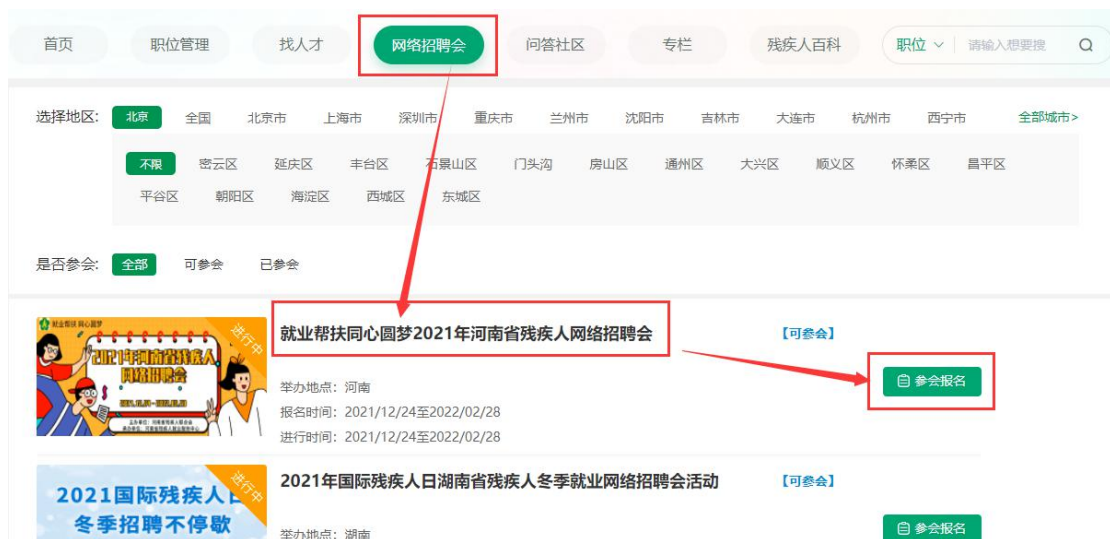 首页 职位管理 找人才 网络招聘会 问答社区 专栏 残疾人百科 职位 请输入想要搜
选择地区: 北京 全国 北京市 上海市 深圳市 重庆市 兰州市 沈阳市 吉林市 大连市 杭州市 西宁市 全部城市>
不限 密云区 延庆区 丰台区 石景山区 门头沟 房山区 通州区 大兴区 顺义区 怀柔区 昌平区
平谷区 朝阳区 海淀区 西城区 东城区
是否参会: 全部 可参会 已参会
就业帮扶 同心圆梦
进行中
2021年河南省残疾人
网络招聘会
就业帮扶同心圆梦2021年河南省残疾人网络招聘会 【可参会】
参会报名
举办地点：河南
报名时间：2021/12/24至2022/02/28
进行时间：2021/12/24至2022/02/28
进行中
2021国际残疾人日
冬季招聘不停歇
2021年国际残疾人日湖南省残疾人冬季就业网络招聘会活动 【可参会】
参会报名
举办地点：湖南